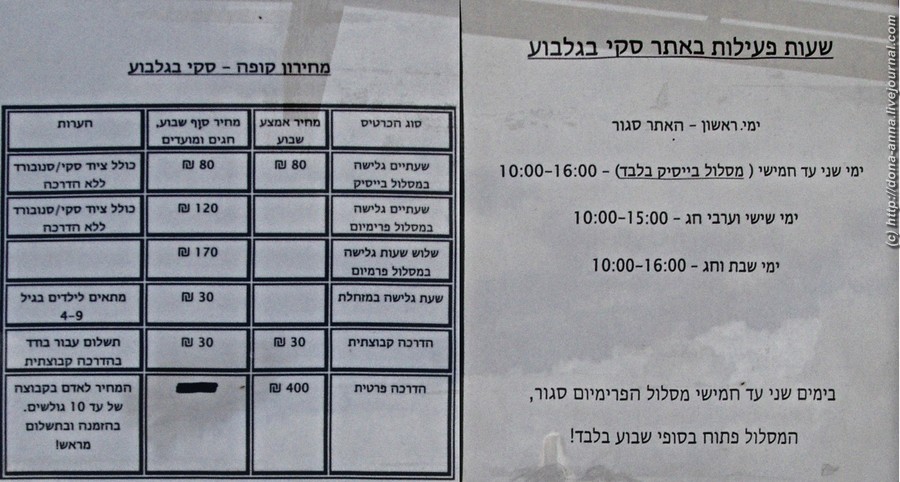 מחירון קופה - סקי בגלבוע
סוג הכרטיס
מחיר אמצע
שבוע
מחיר סוף שבוע,
חגים ומועדים
הערות
שעתיים גלישה
במסלול בייסיק
80 ₪
80 ₪
כולל ציוד סקי/סנובורד
ללא הדרכה
שעתיים גלישה
במסלול פרימיום
120 ₪
כולל ציוד סקי/סנובורד
ללא הדרכה
שלוש שעות גלישה
במסלול פרמיום
170 ₪
שעת גלישה במזחלת
30 ₪
מתאים לילדים בגיל
4-9
הדרכה קבוצתית
30 ₪
30 ₪
תשלום עבור בודד
בהדרכה קבוצתית
הדרכה פרטית
400 ₪
המחיר לאדם בקבוצה
של עד 10 גולשים.
בהזמנה ובתשלום
מראש!
שעות פעילות באתר סקי בגלבוע
ימי ראשון - האתר סגור
ימי שני עד חמישי ( מסלול בייסיק בלבד) - 10:00-16:00
ימי שישי וערבי חג - 10:00-15:00
ימי שבת וחג - 10:00-16:00
בימים שני עד חמישי מסלול הפרימיום סגור,
המסלול פתוח בסופי שבוע בלבד!
(c) http://dona-anna.livejournal.com